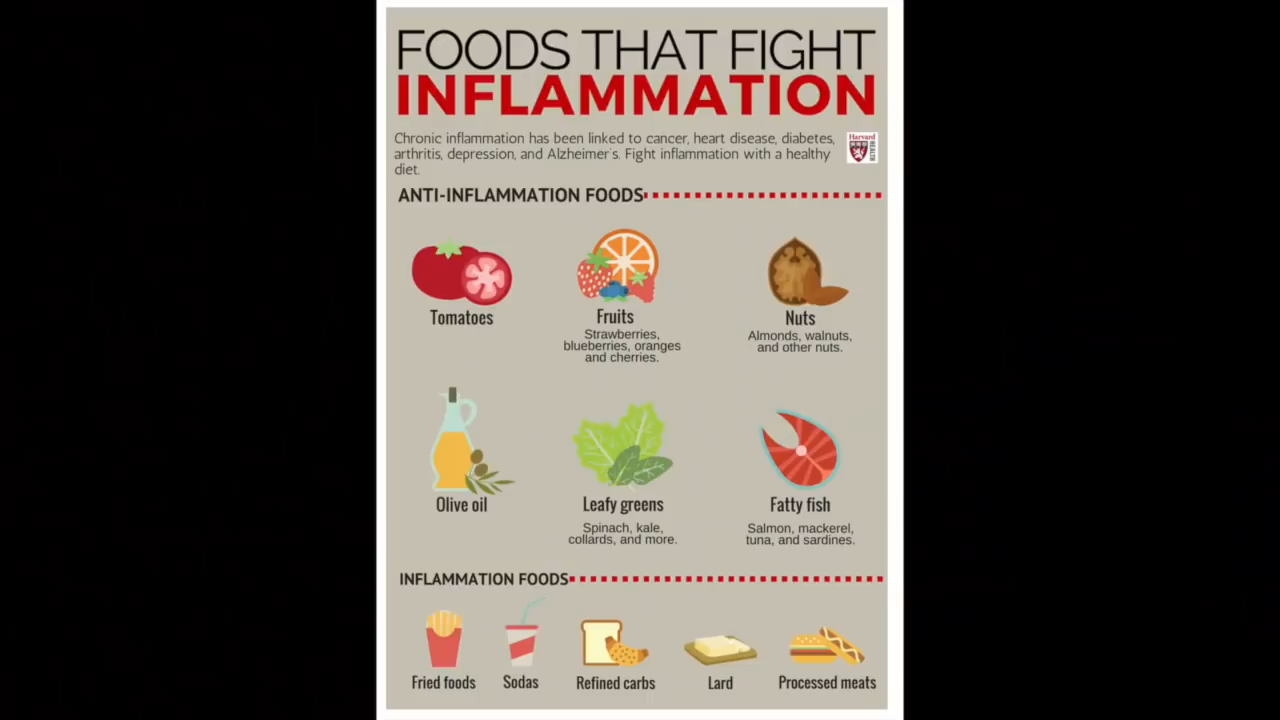 FOODS THAT FIGHT
INFLAMMATION
Chronic inflammation has been linked to cancer, heart disease, diabetes,
arthritis, depression, and Alzheimer's. Fight inflammation with a healthy
diet.
Harvard
HEALTH
ANTI-INFLAMMATION FOODS
Tomatoes
Fruits
Strawberries,
blueberries, oranges
and cherries.
Nuts
Almonds, walnuts,
and other nuts.
Olive oil
Leafy greens
Spinach, kale,
collards, and more.
Fatty fish
Salmon, mackerel,
tuna, and sardines.
INFLAMMATION FOODS
Fried foods
Sodas
Refined carbs
Lard
Processed meats